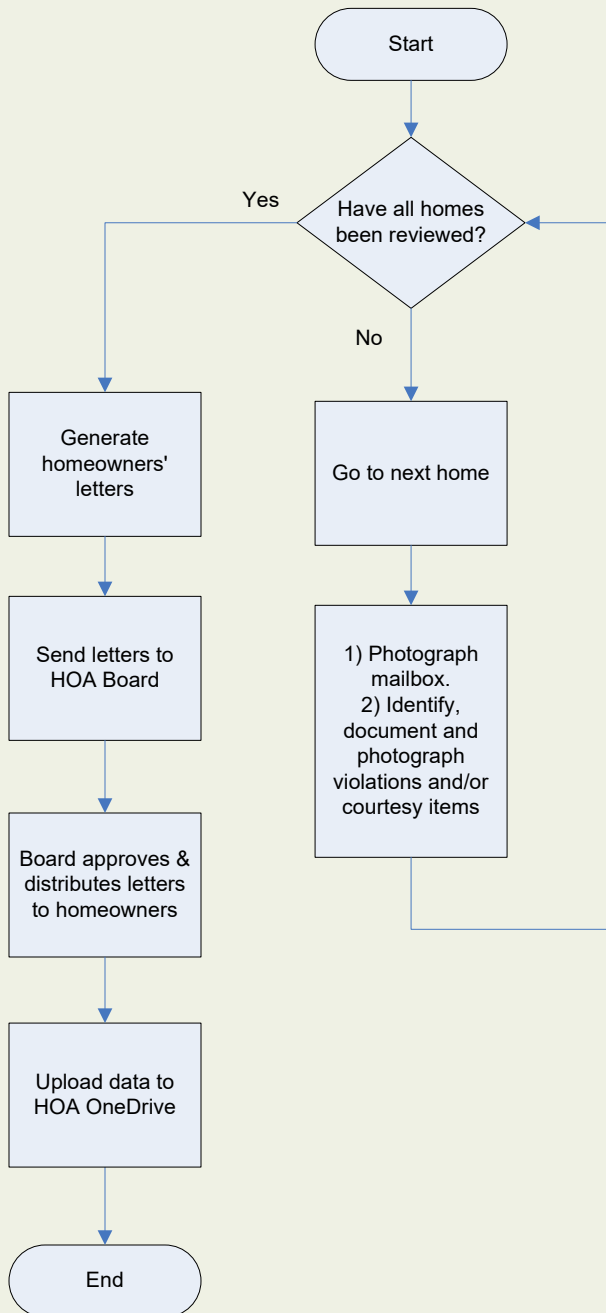 Start
Have all homes
been reviewed?
Yes
No
Generate
homeowners'
letters
Go to next home
Send letters to
HOA Board
1) Photograph
mailbox.
2) Identify,
document and
photograph
violations and/or
courtesy items
Board approves &
distributes letters
to homeowners
Upload data to
HOA OneDrive
End